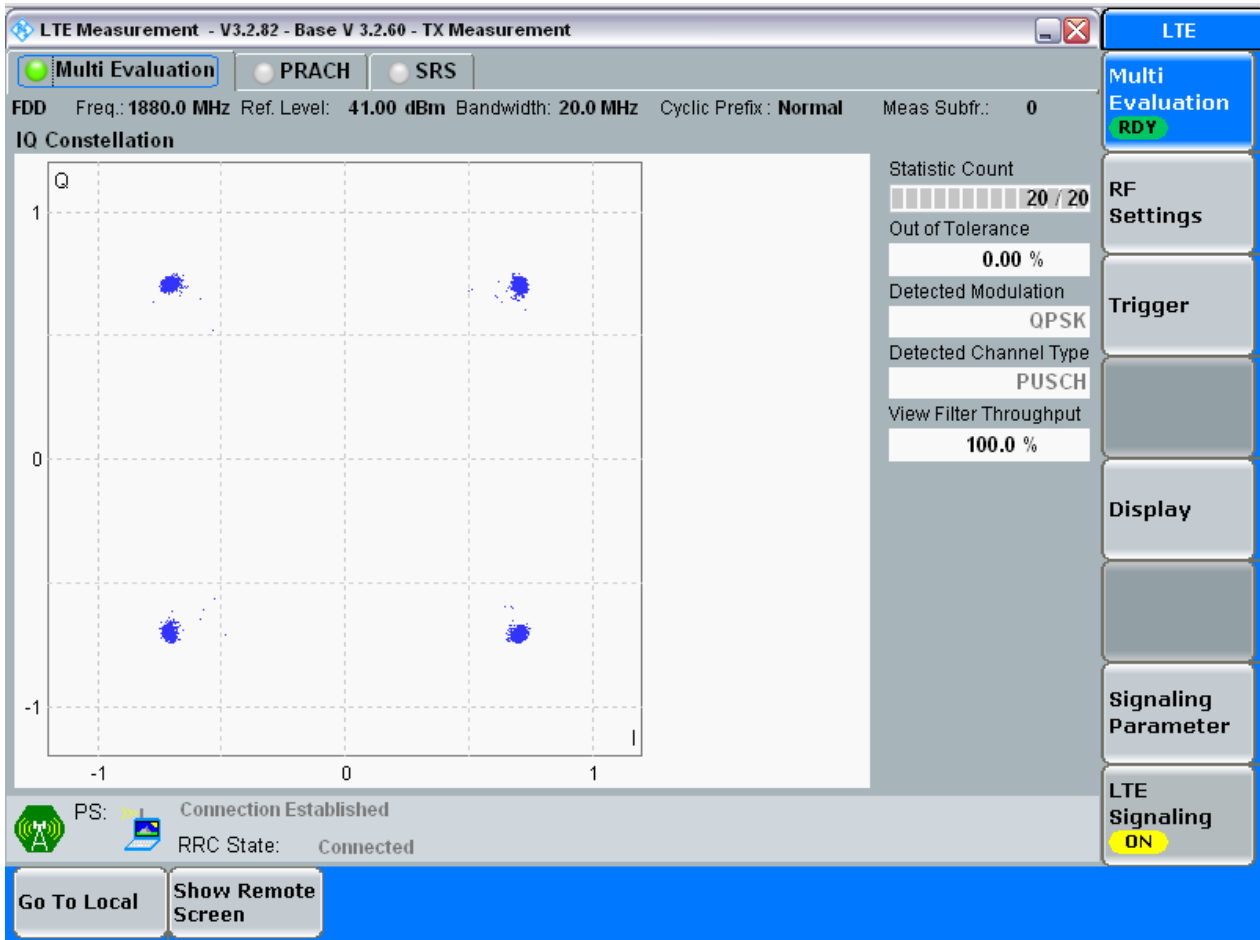 LTE Measurement - V3.2.82 - Base V 3.2.60 - TX Measurement
LTE
Multi Evaluation PRACH SRS
FDD Freq.: 1880.0 MHz Ref. Level: 41.00 dBm Bandwidth: 20.0 MHz Cyclic Prefix : Normal Meas Subfr.: 0
IQ Constellation
Q
1
0
-1
I
-1 0 1
Statistic Count
20 / 20
Out of Tolerance
0.00 %
Detected Modulation
QPSK
Detected Channel Type
PUSCH
View Filter Throughput
100.0 %
Multi
Evaluation
RDY
RF
Settings
Trigger
Display
Signaling
Parameter
LTE
Signaling
ON
PS: Connection Established
RRC State: Connected
Go To Local
Show Remote
Screen